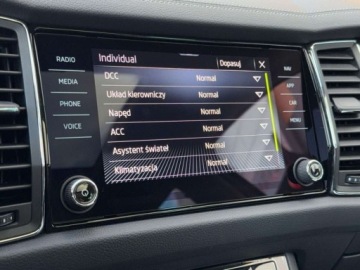 Individual
Dopasuj
RADIO
MEDIA
PHONE
VOICE
DCC Normal
Układ kierowniczy Normal
Napęd Normal
ACC Normal
Asystent świateł Normal
Klimatyzacja Normal
NAV
APP
CAR
MENU